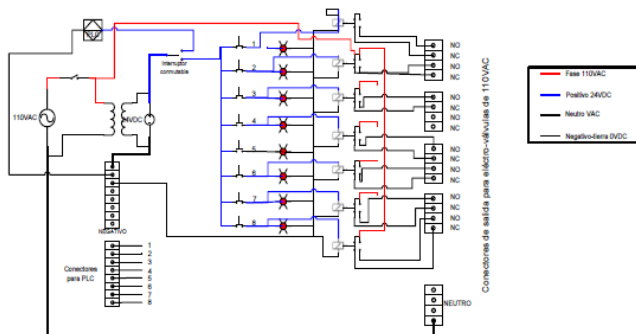 Interruptor
conmutable
110VAC
24VDC
1
2
3
4
5
6
7
8
NEGATIVO
Conectores
para PLC
1
2
3
4
5
6
7
8
NO
NC
NO
NC
NO
NC
NO
NC
NO
NC
NO
NC
NO
NC
NO
NC
NEUTRO
Conectores de salida para eléctro-válvulas de 110VAC
Fase 110VAC
Positivo 24VDC
Neutro VAC
Negativo-tierra 0VDC